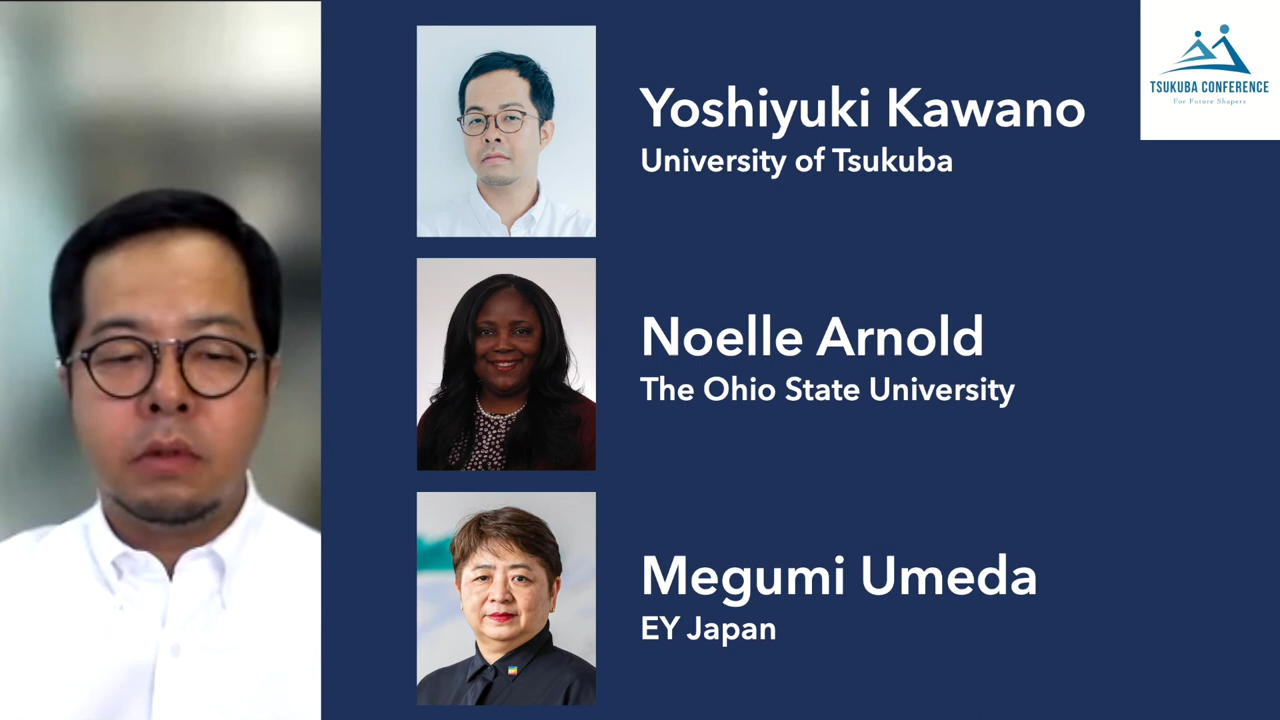 Yoshiyuki Kawano
University of Tsukuba
TSUKUBA CONFERENCE
For Future Shapers
Noelle Arnold
The Ohio State University
Megumi Umeda
EY Japan